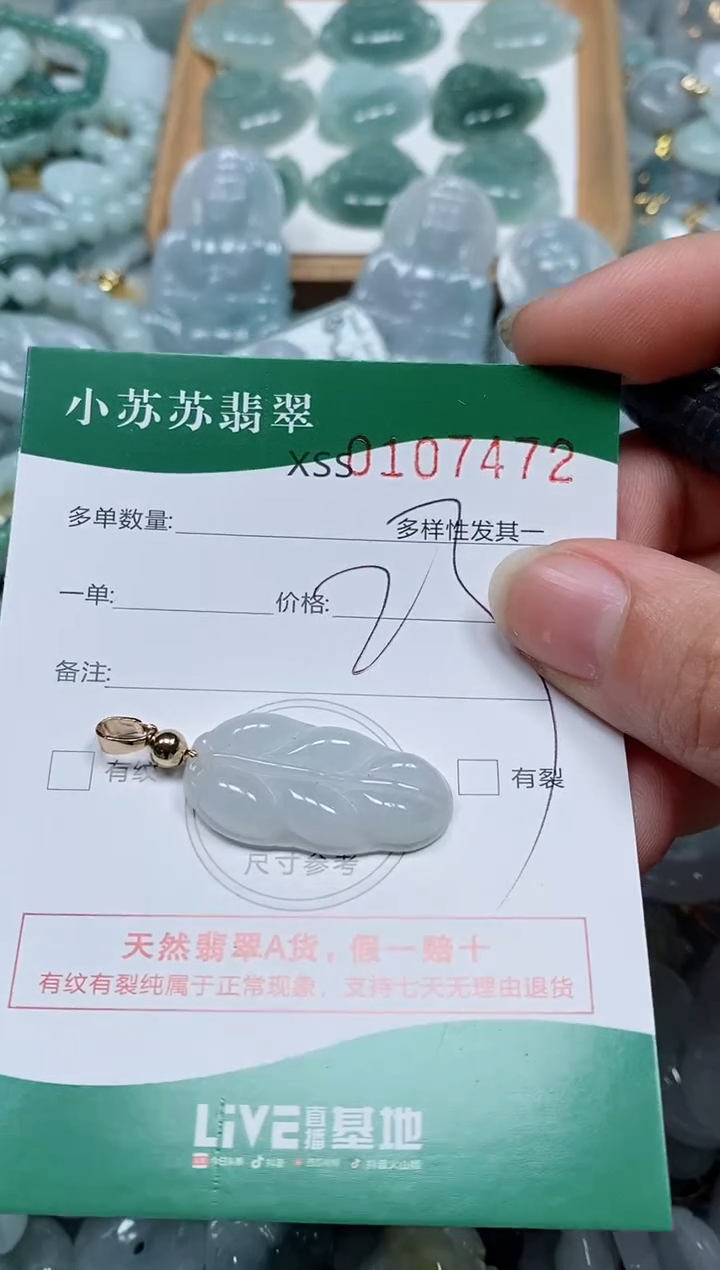 小苏苏翡翠
XSS0107472
多单数量:
多样性发其一
一单:
价格:
备注:
有纹
有裂
尺寸参考
天然翡翠A货，假一赔十
有纹有裂纯属于正常现象，支持七天无理由退货
LiVE直播基地